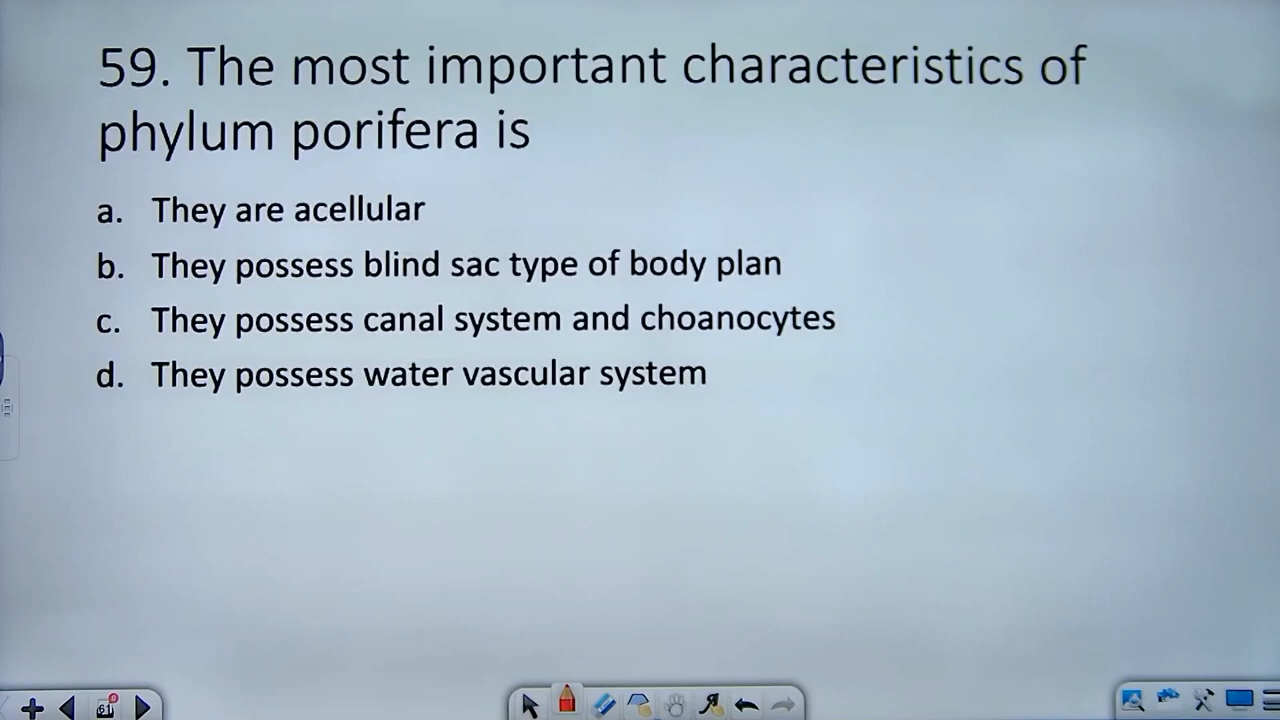 59. The most important characteristics of
phylum porifera is
a. They are acellular
b. They possess blind sac type of body plan
c. They possess canal system and choanocytes
d. They possess water vascular system
61